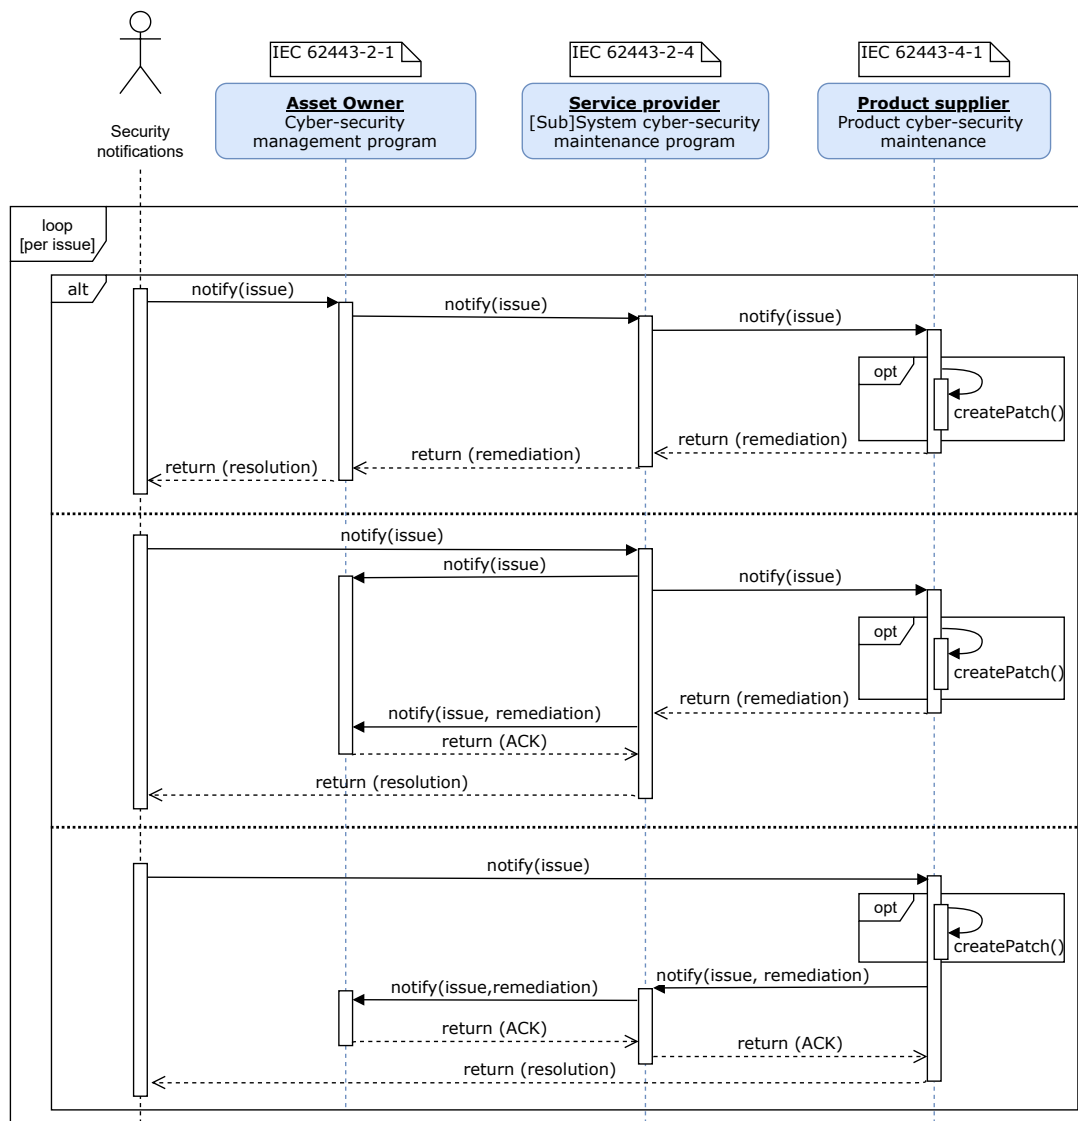 IEC 62443-2-1
IEC 62443-2-4
IEC 62443-4-1
Security
notifications
Asset Owner
Cyber-security
management program
Service provider
[Sub]System cyber-security
maintenance program
Product supplier
Product cyber-security
maintenance
loop
[per issue]
alt
notify(issue)
notify(issue)
notify(issue)
opt
createPatch()
return (remediation)
return (remediation)
return (resolution)
notify(issue)
notify(issue)
notify(issue)
opt
createPatch()
return (remediation)
notify(issue, remediation)
return (ACK)
return (resolution)
notify(issue)
opt
createPatch()
notify(issue, remediation)
notify(issue,remediation)
return (ACK)
return (ACK)
return (resolution)